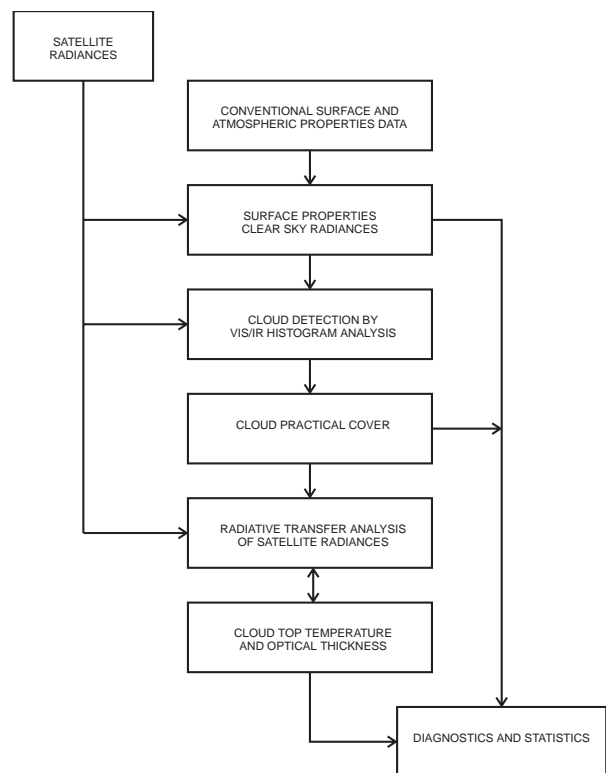 SATELLITE
RADIANCES
CONVENTIONAL SURFACE AND
ATMOSPHERIC PROPERTIES DATA
SURFACE PROPERTIES
CLEAR SKY RADIANCES
CLOUD DETECTION BY
VIS/IR HISTOGRAM ANALYSIS
CLOUD PRACTICAL COVER
RADIATIVE TRANSFER ANALYSIS
OF SATELLITE RADIANCES
CLOUD TOP TEMPERATURE
AND OPTICAL THICKNESS
DIAGNOSTICS AND STATISTICS